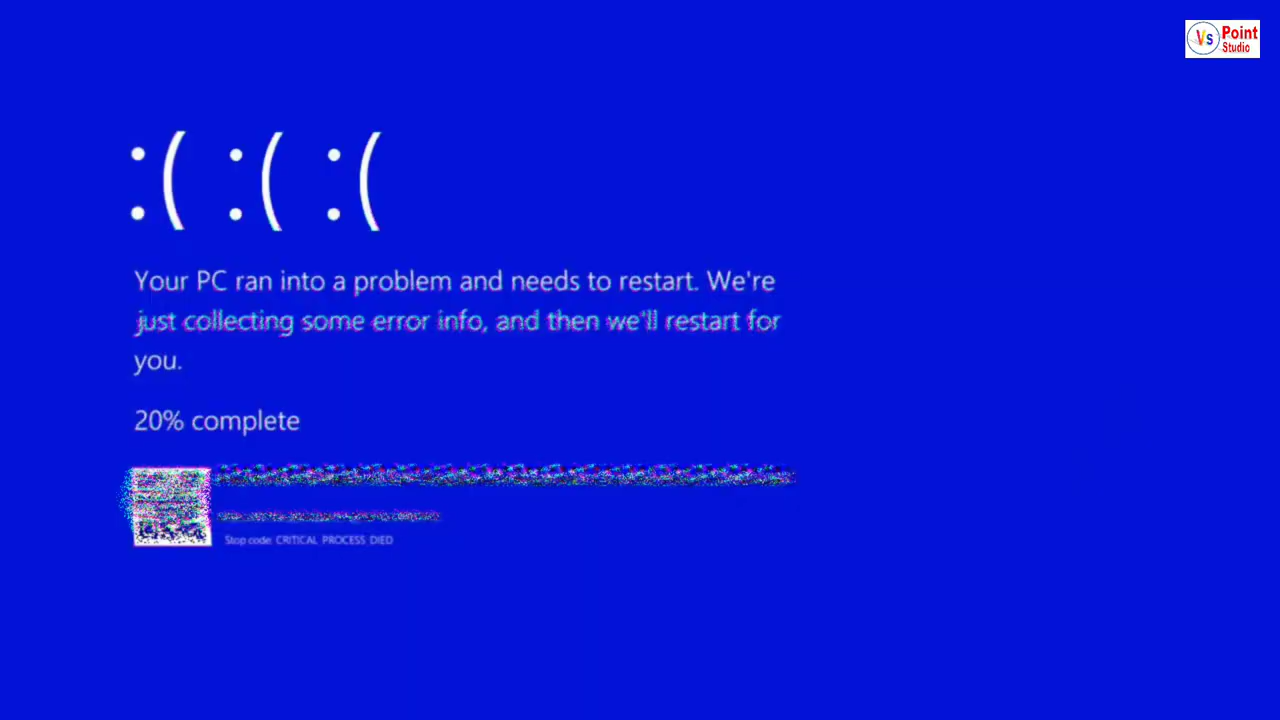 Vs Point
Studio
:( :( :(
Your PC ran into a problem and needs to restart. We're
just collecting some error info, and then we'll restart for
you.
20% complete
Stop code: CRITICAL PROCESS DIED